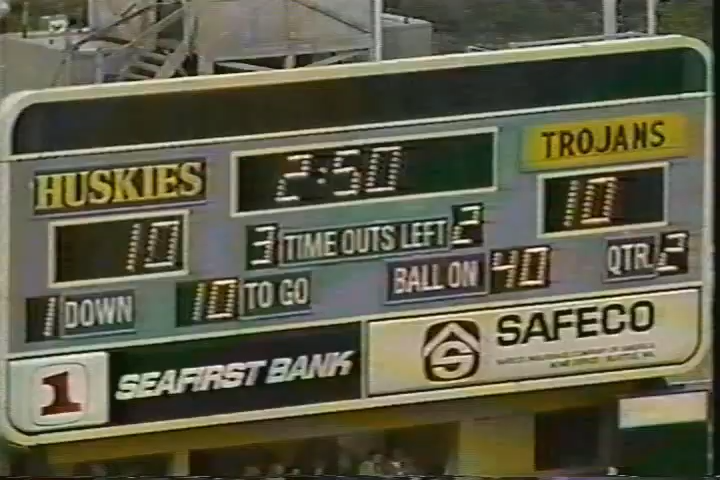 HUSKIES 2:50 TROJANS
10 10
3 TIME OUTS LEFT 2
1 DOWN 10 TO GO BALL ON 40 QTR. 2
1 SEAFIRST BANK SAFECO